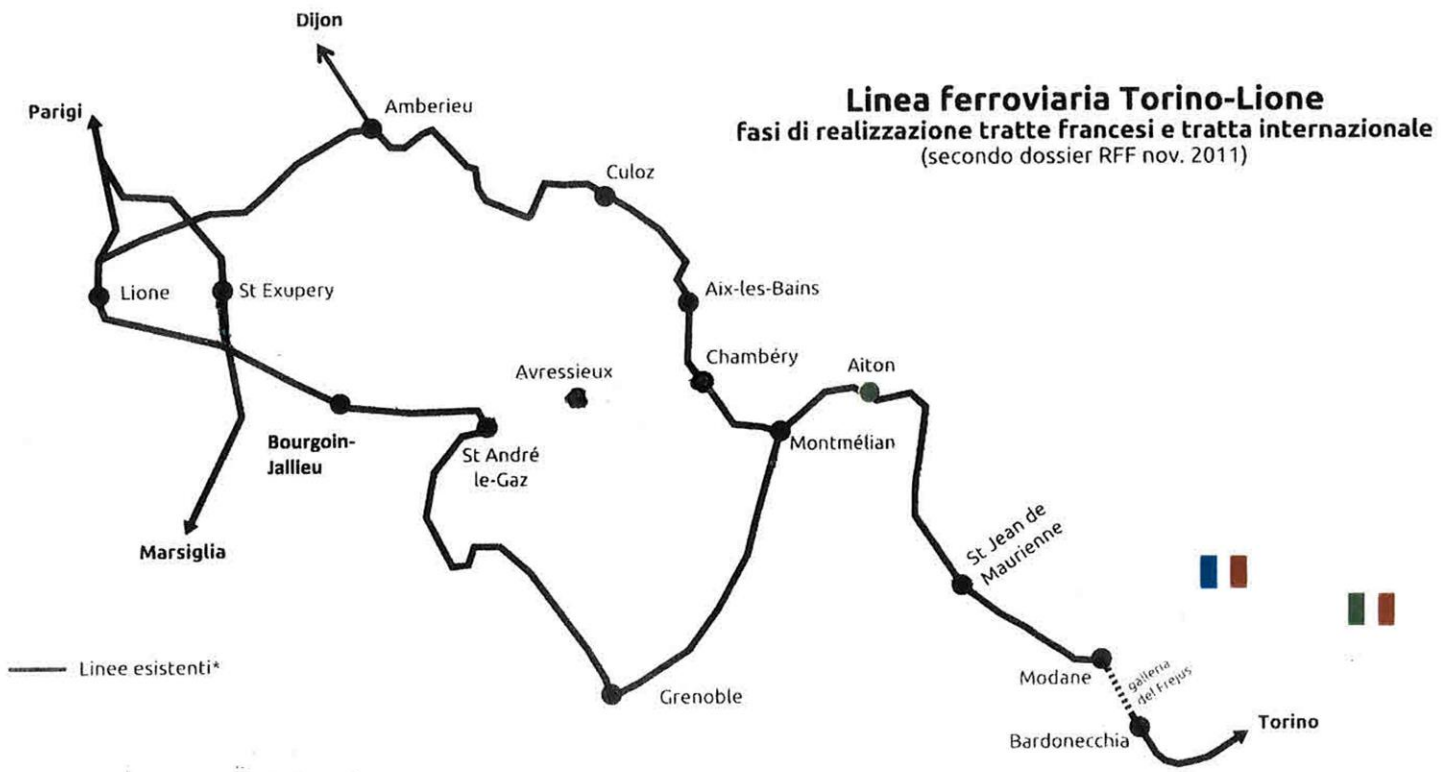 Dijon
Linea ferroviaria Torino-Lione
fasi di realizzazione tratte francesi e tratta internazionale
(secondo dossier RFF nov. 2011)
Parigi
Amberieu
Culoz
Lione
St Exupery
Aix-les-Bains
Chambéry
Aiton
Avressieux
Montmélian
Bourgoin-
Jallieu
St André
le-Gaz
Marsiglia
St Jean de
Maurienne
Linee esistenti*
Grenoble
Modane
galleria
del Frejus
Bardonecchia
Torino